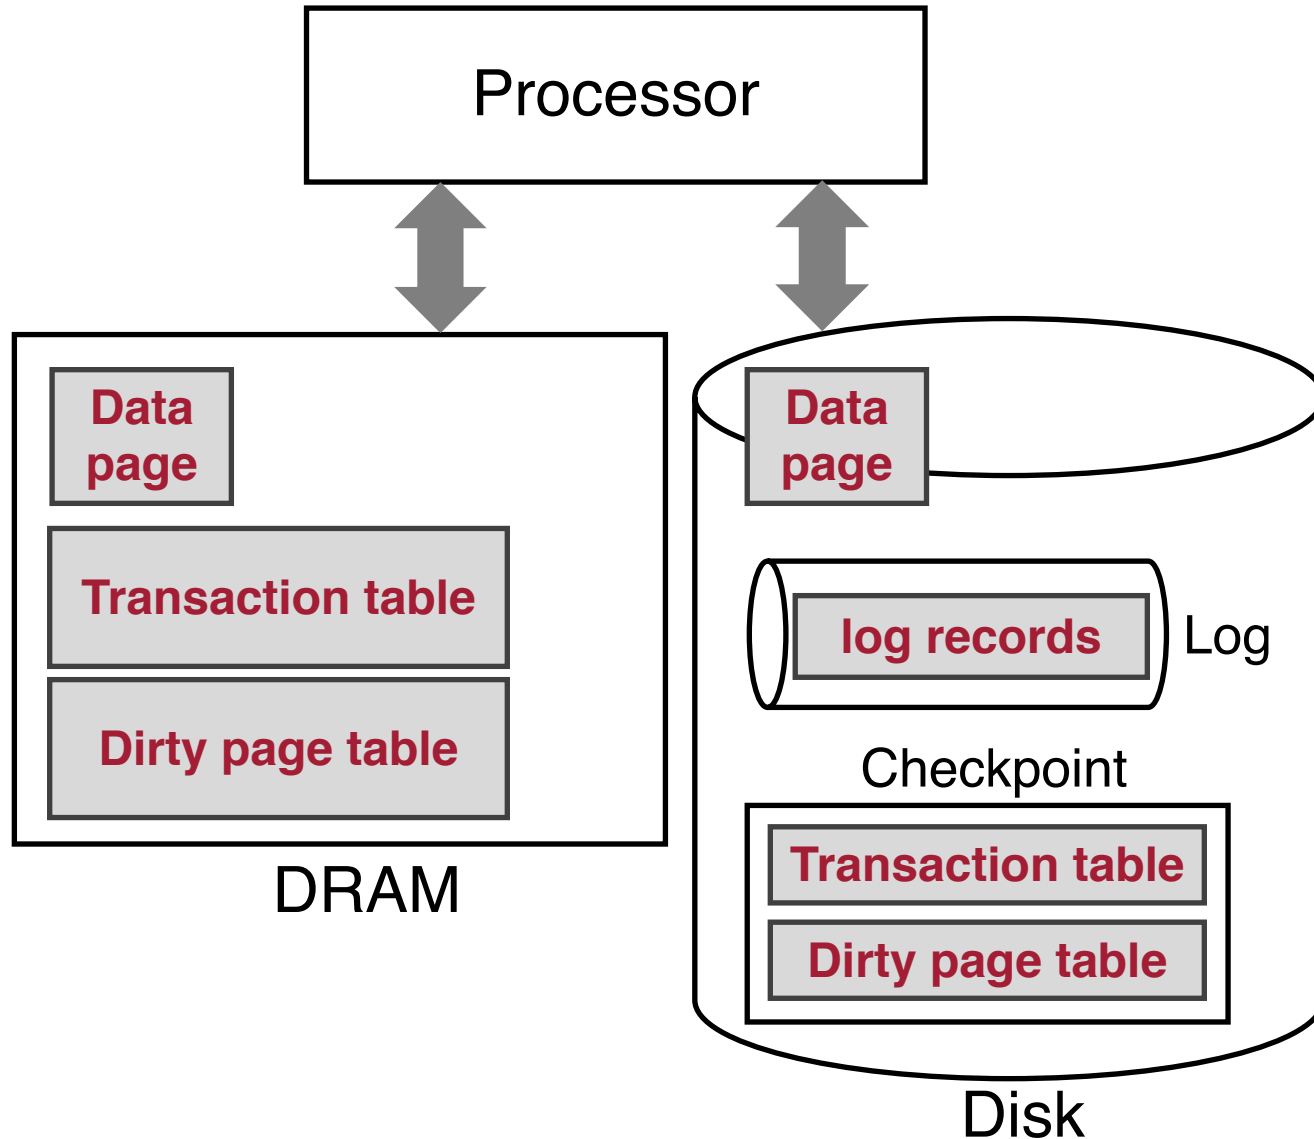 Processor
Data
page
Transaction table
Dirty page table
DRAM
Data
page
log records
Log
Checkpoint
Transaction table
Dirty page table
Disk